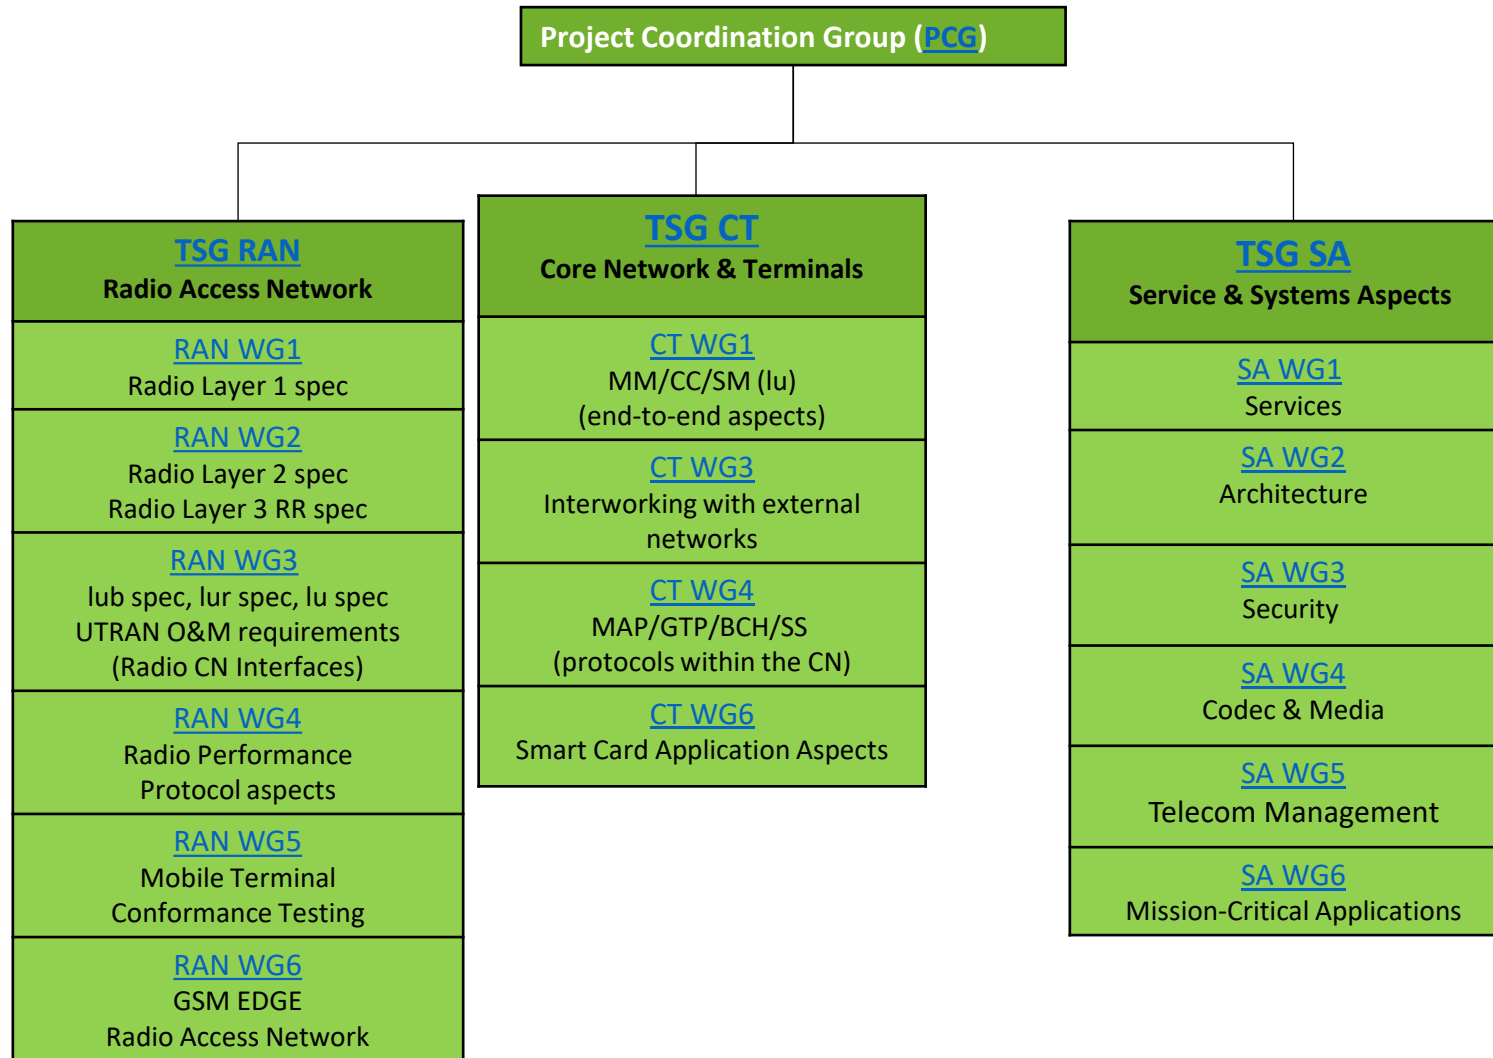 Project Coordination Group (PCG)
TSG RAN
Radio Access Network
RAN WG1
Radio Layer 1 spec
RAN WG2
Radio Layer 2 spec
Radio Layer 3 RR spec
RAN WG3
lub spec, lur spec, lu spec
UTRAN O&M requirements
(Radio CN Interfaces)
RAN WG4
Radio Performance
Protocol aspects
RAN WG5
Mobile Terminal
Conformance Testing
RAN WG6
GSM EDGE
Radio Access Network
TSG CT
Core Network & Terminals
CT WG1
MM/CC/SM (lu)
(end-to-end aspects)
CT WG3
Interworking with external
networks
CT WG4
MAP/GTP/BCH/SS
(protocols within the CN)
CT WG6
Smart Card Application Aspects
TSG SA
Service & Systems Aspects
SA WG1
Services
SA WG2
Architecture
SA WG3
Security
SA WG4
Codec & Media
SA WG5
Telecom Management
SA WG6
Mission-Critical Applications